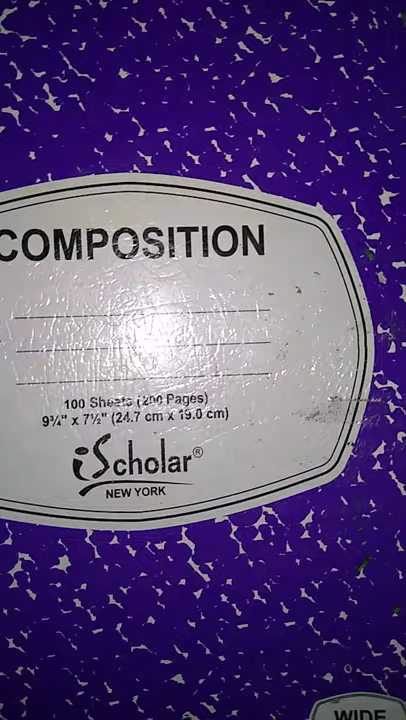 COMPOSITION
100 Sheets (200 Pages)
9¾" x 7½" (24.7 cm x 19.0 cm)
iScholar®
NEW YORK
WIDE